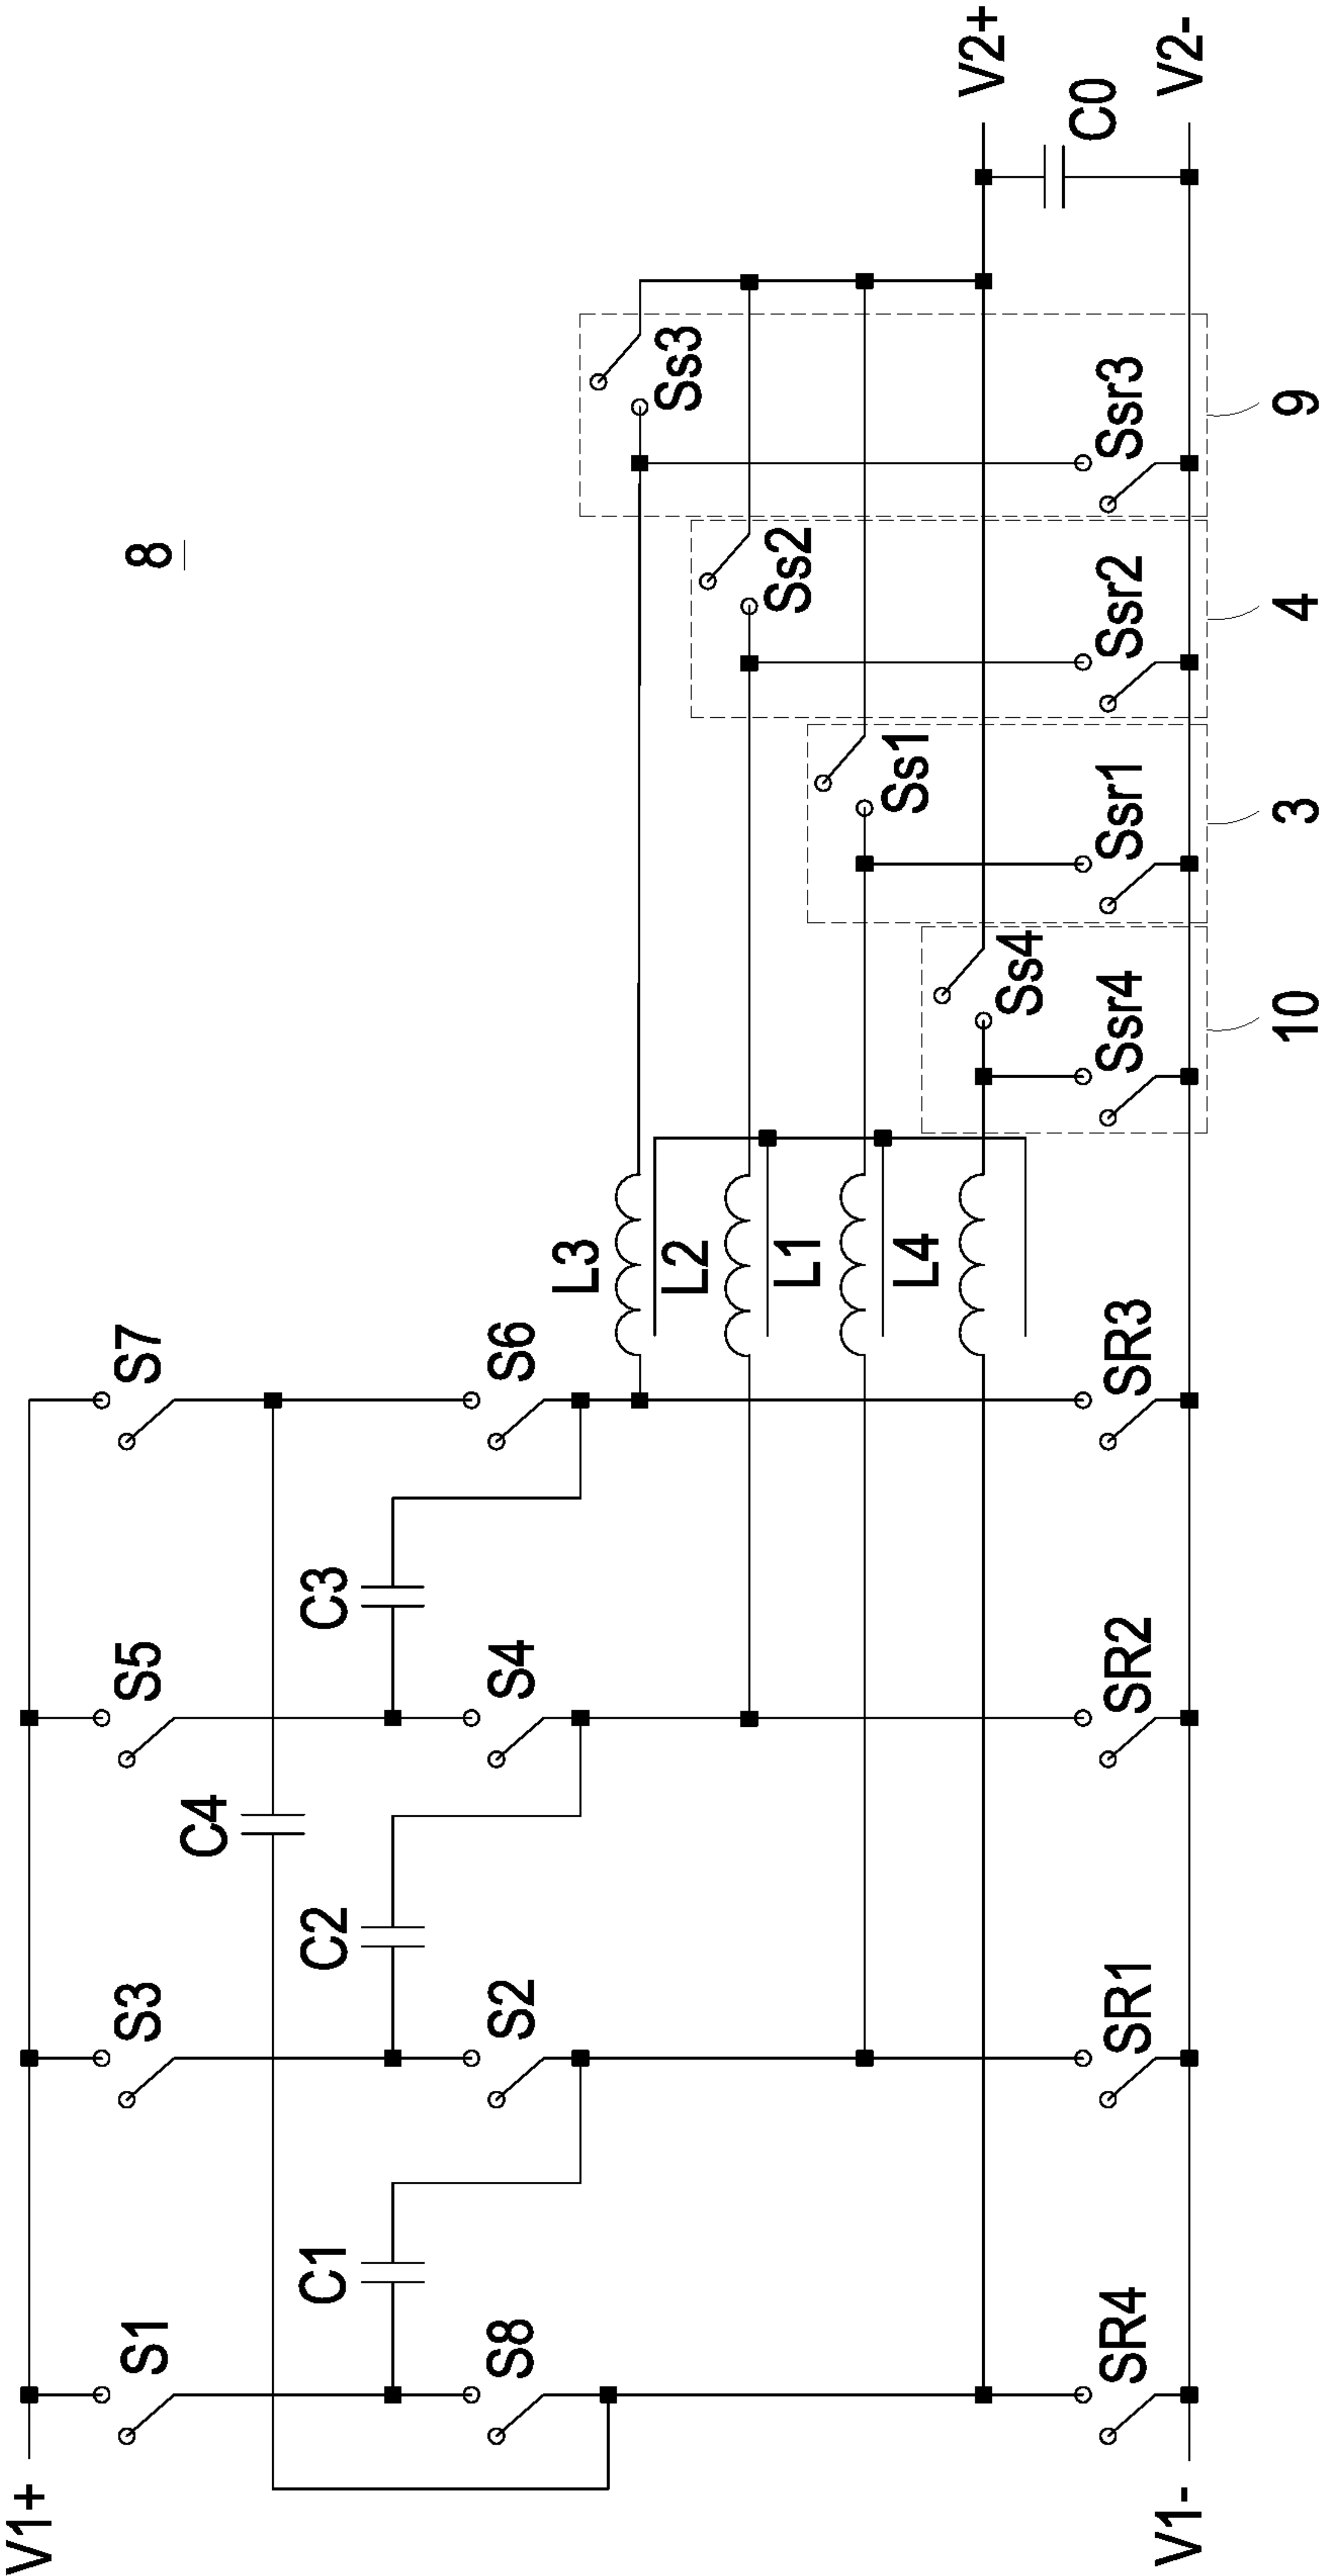 8
V1+
S1
S3
S5
S7
C4
C1
C2
C3
S8
S2
S4
S6
L3
L2
L1
L4
Ss3
Ss2
Ss1
Ss4
V2+
C0
SR4
SR1
SR2
SR3
Ssr4
Ssr1
Ssr2
Ssr3
V1-
V2-
10
3
4
9